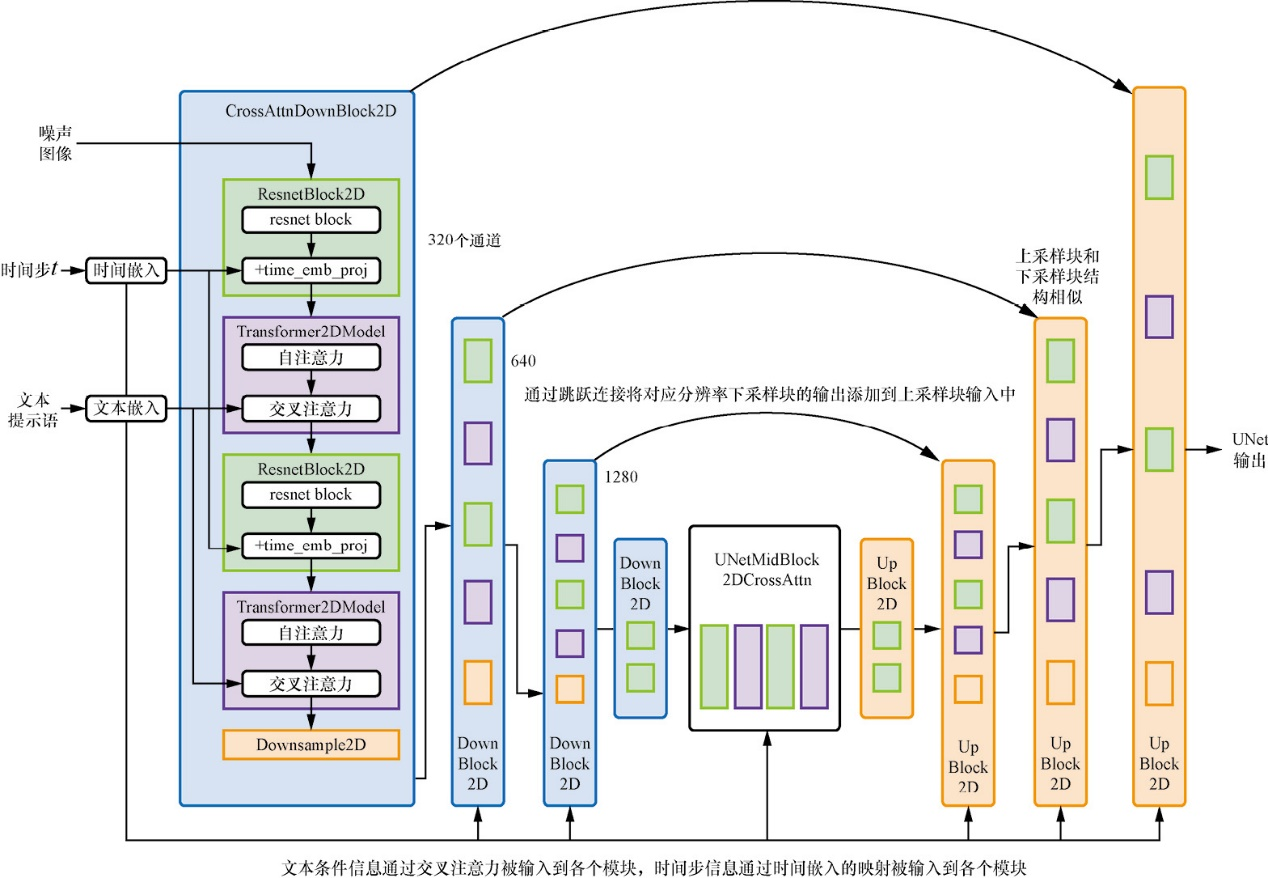 CrossAttnDownBlock2D
噪声
图像
ResnetBlock2D
resnet block
+time_emb_proj
时间步t
时间嵌入
Transformer2DModel
自注意力
交叉注意力
文本
提示语
文本嵌入
ResnetBlock2D
resnet block
+time_emb_proj
Transformer2DModel
自注意力
交叉注意力
Downsample2D
320个通道
640
1280
通过跳跃连接将对应分辨率下采样块的输出添加到上采样块输入中
上采样块和
下采样块结
构相似
Down
Block
2D
Down
Block
2D
Down
Block
2D
UNetMidBlock
2DCrossAttn
Up
Block
2D
Up
Block
2D
Up
Block
2D
Up
Block
2D
UNet
输出
文本条件信息通过交叉注意力被输入到各个模块，时间步信息通过时间嵌入的映射被输入到各个模块